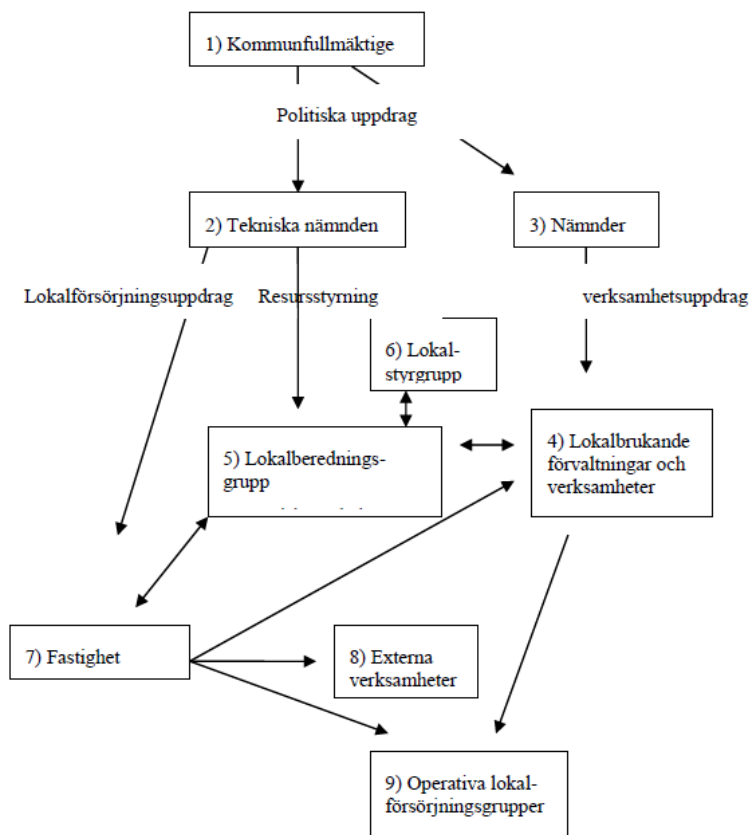 1) Kommunfullmäktige
Politiska uppdrag
2) Tekniska nämnden
3) Nämnder
Lokalförsörjningsuppdrag
Resursstyrning
verksamhetsuppdrag
6) Lokal-
styrgrupp
5) Lokalberednings-
grupp
4) Lokalbrukande
förvaltningar och
verksamheter
7) Fastighet
8) Externa
verksamheter
9) Operativa lokal-
försörjningsgrupper